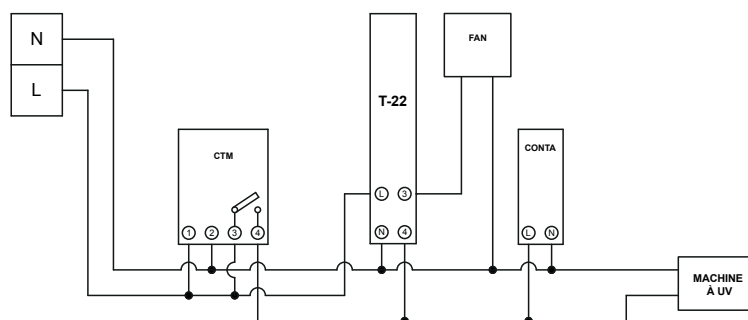 N
L
CTM
1 2 3 4
T-22
L 3
N 4
FAN
CONTA
L N
MACHINE
À UV